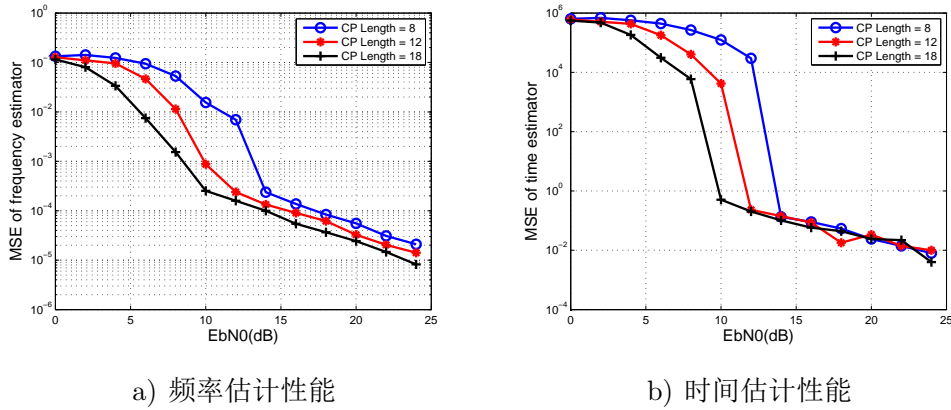 CP Length = 8
CP Length = 12
CP Length = 18
10^0
10^-1
10^-2
10^-3
10^-4
10^-5
10^-6
MSE of frequency estimator
0 5 10 15 20 25
EbN0(dB)
a) 频率估计性能
CP Length = 8
CP Length = 12
CP Length = 18
10^6
10^4
10^2
10^0
10^-2
10^-4
MSE of time estimator
0 5 10 15 20 25
EbN0(dB)
b) 时间估计性能